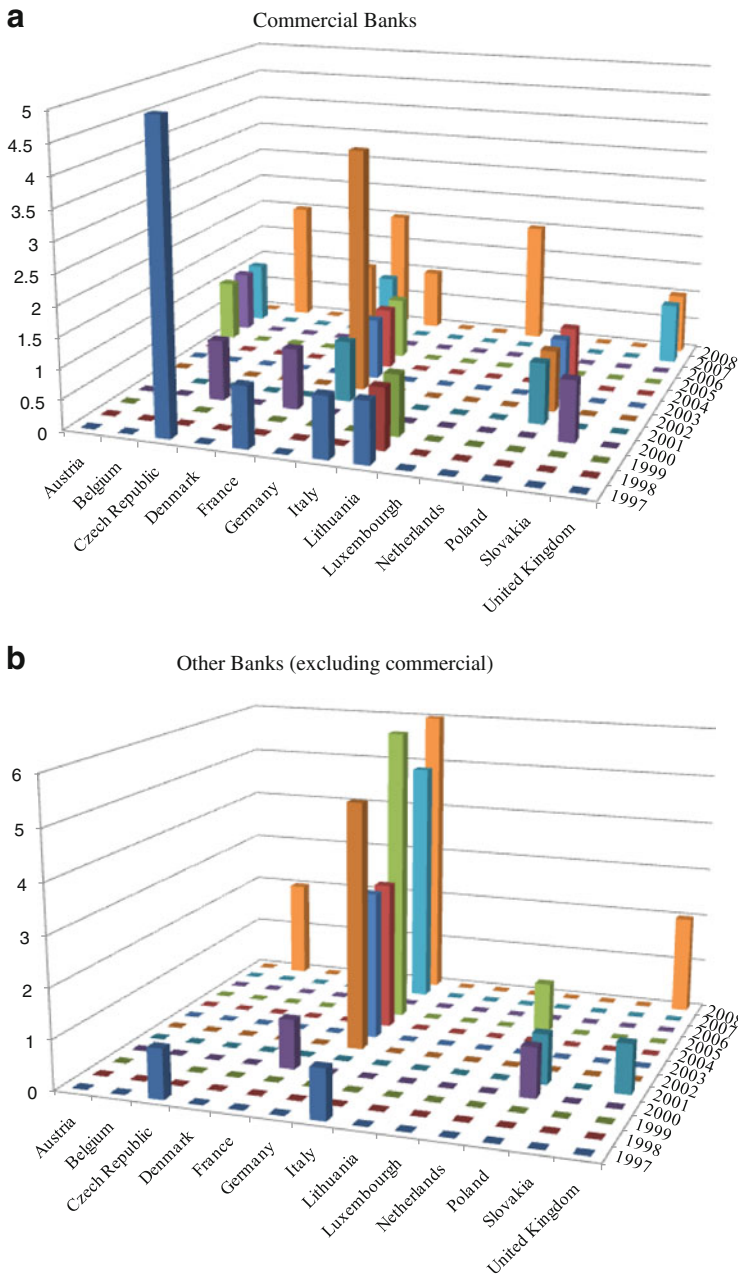 a
Commercial Banks
5
4.5
4
3.5
3
2.5
2
1.5
1
0.5
0
Austria
Belgium
Czech Republic
Denmark
France
Germany
Italy
Lithuania
Luxembourgh
Netherlands
Poland
Slovakia
United Kingdom
2008
2007
2006
2005
2004
2003
2002
2001
2000
1999
1998
1997
b
Other Banks (excluding commercial)
6
5
4
3
2
1
0
Austria
Belgium
Czech Republic
Denmark
France
Germany
Italy
Lithuania
Luxembourgh
Netherlands
Poland
Slovakia
United Kingdom
2008
2007
2006
2005
2004
2003
2002
2001
2000
1999
1998
1997